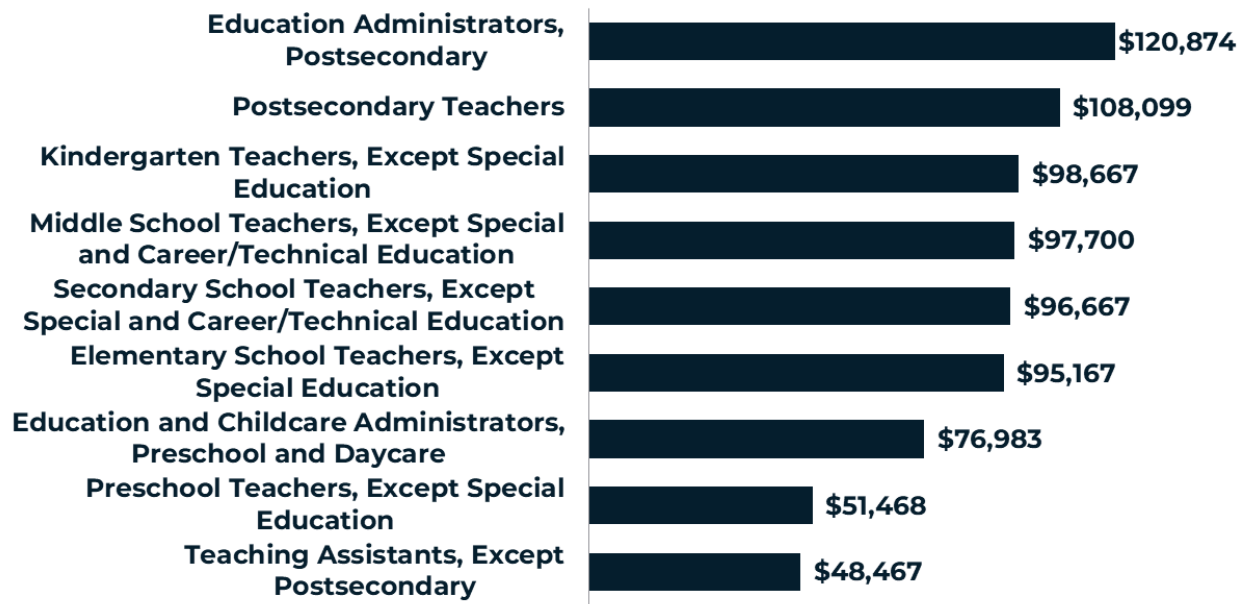 Education Administrators,
Postsecondary
$120,874
Postsecondary Teachers
$108,099
Kindergarten Teachers, Except Special
Education
$98,667
Middle School Teachers, Except Special
and Career/Technical Education
$97,700
Secondary School Teachers, Except
Special and Career/Technical Education
$96,667
Elementary School Teachers, Except
Special Education
$95,167
Education and Childcare Administrators,
Preschool and Daycare
$76,983
Preschool Teachers, Except Special
Education
$51,468
Teaching Assistants, Except
Postsecondary
$48,467